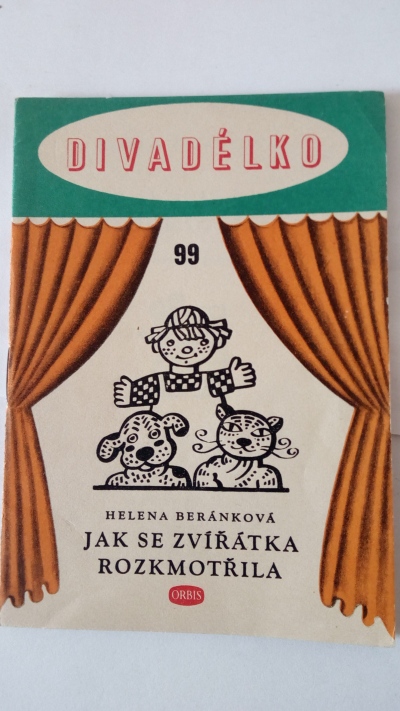 DIVADÉLKO
99
HELENA BERÁNKOVÁ
JAK SE ZVÍŘÁTKA
ROZKMOTŘILA
ORBIS